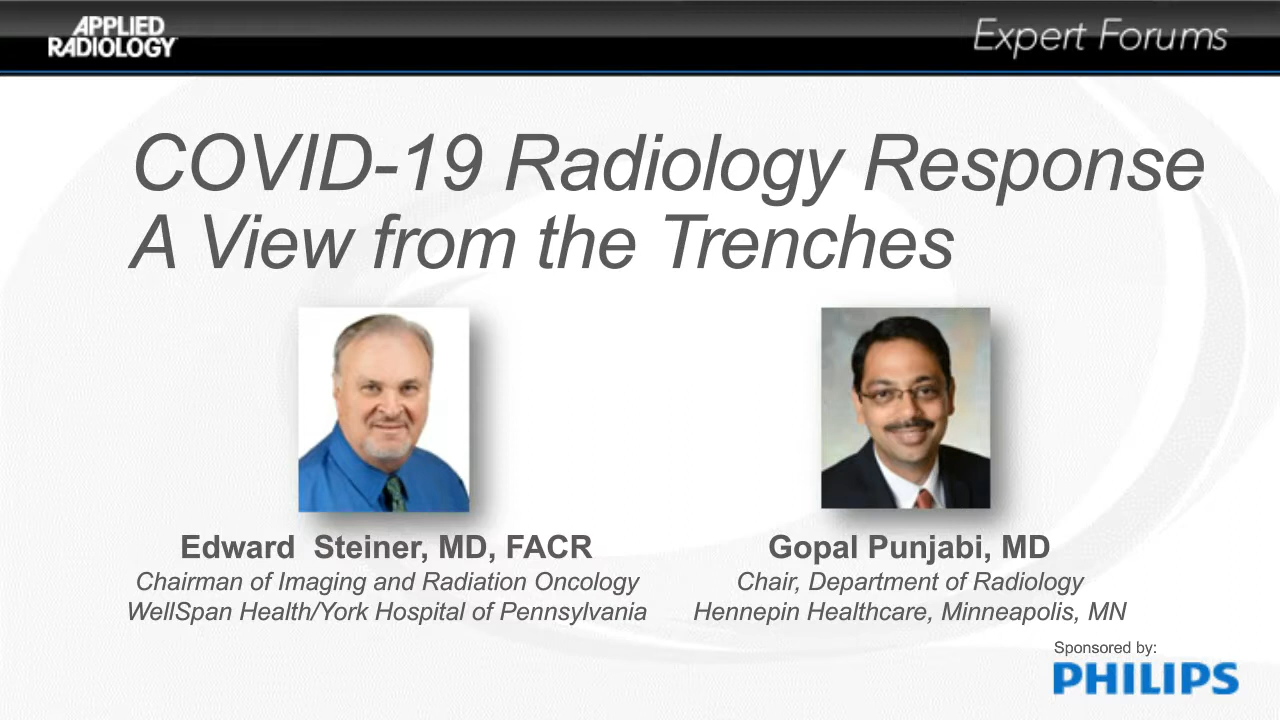 APPLIED
RADIOLOGY
Expert Forums
COVID-19 Radiology Response
A View from the Trenches
Edward Steiner, MD, FACR
Chairman of Imaging and Radiation Oncology
WellSpan Health/York Hospital of Pennsylvania
Gopal Punjabi, MD
Chair, Department of Radiology
Hennepin Healthcare, Minneapolis, MN
Sponsored by:
PHILIPS